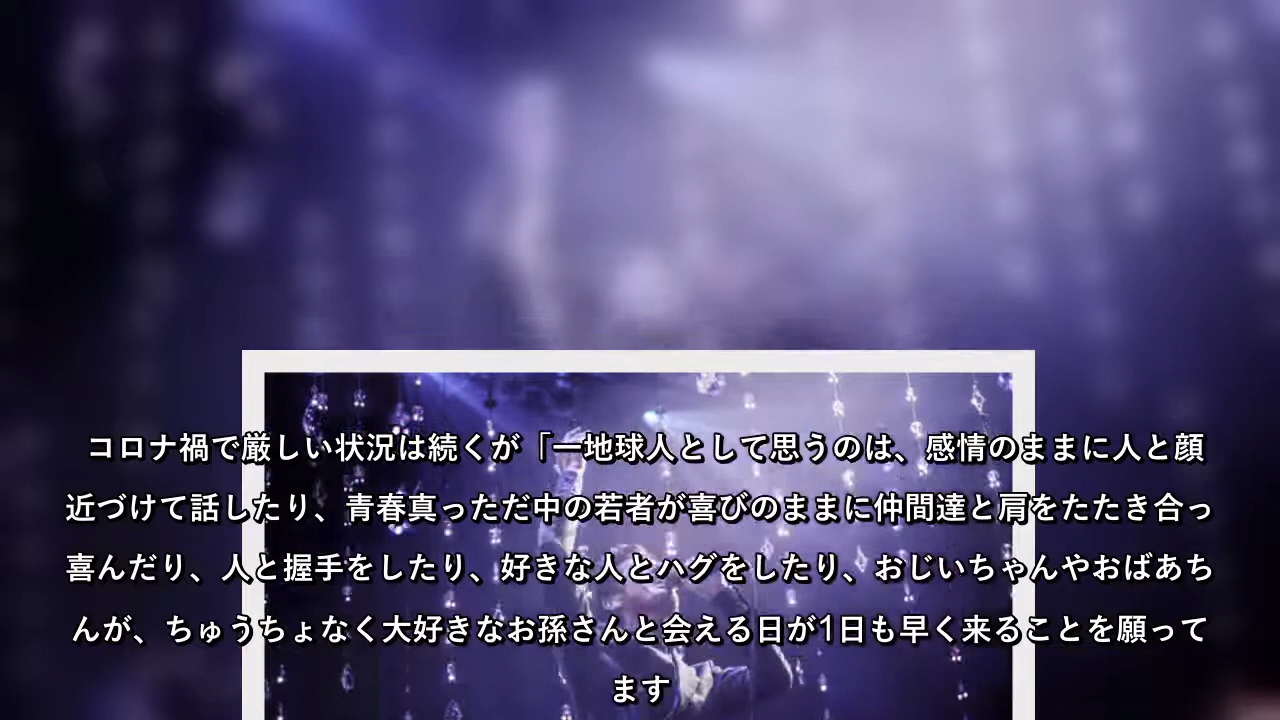 コロナ禍で厳しい状況は続くが「一地球人として思うのは、感情のままに人と顔
近づけて話したり、青春真っただ中の若者が喜びのままに仲間達と肩をたたき合っ
喜んだり、人と握手をしたり、好きな人とハグをしたり、おじいちゃんやおばあち
んが、ちゅうちょなく大好きなお孫さんと会える日が1日も早く来ることを願って
ます